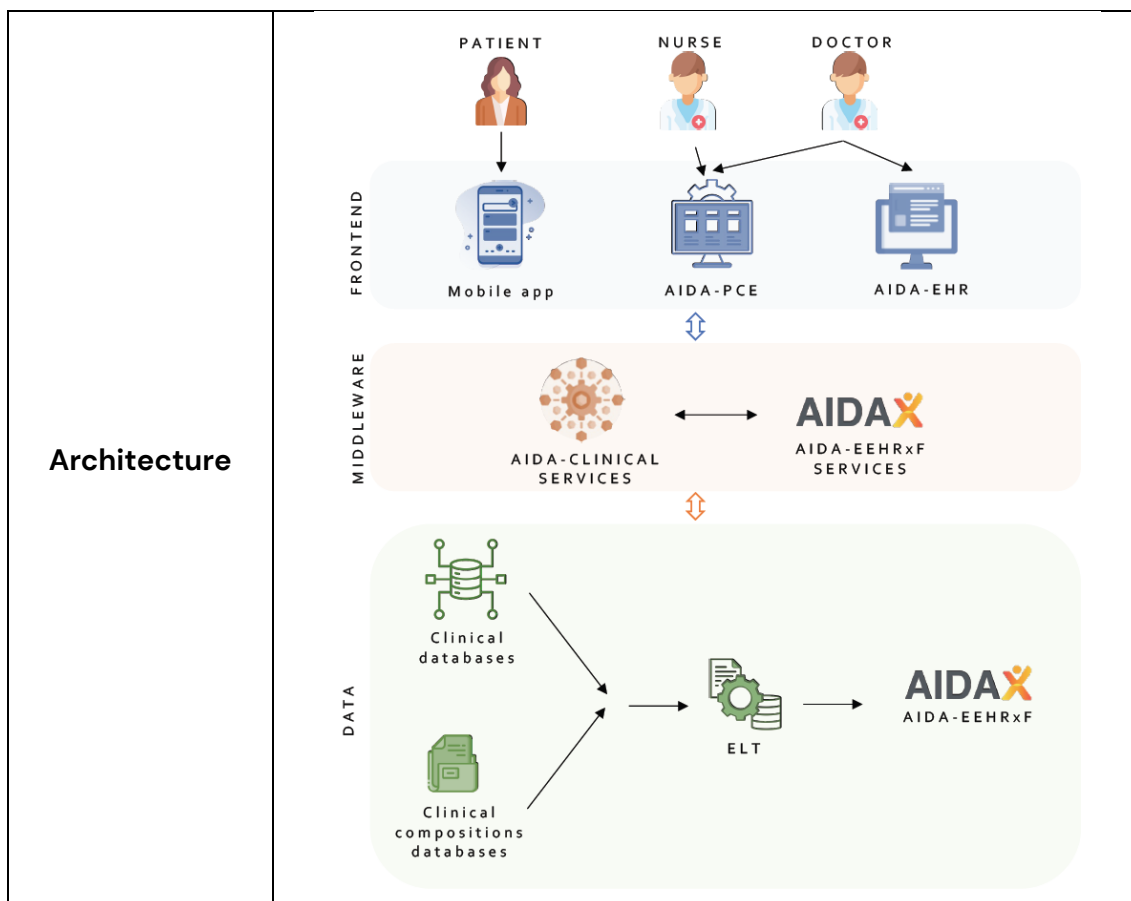 PATIENT
NURSE
DOCTOR
FRONTEND
Mobile app
AIDA-PCE
AIDA-EHR
Architecture
MIDDLEWARE
AIDA-CLINICAL
SERVICES
AIDAX
AIDA-EEHRxF
SERVICES
DATA
Clinical
databases
Clinical
compositions
databases
ELT
AIDAX
AIDA-EEHRxF